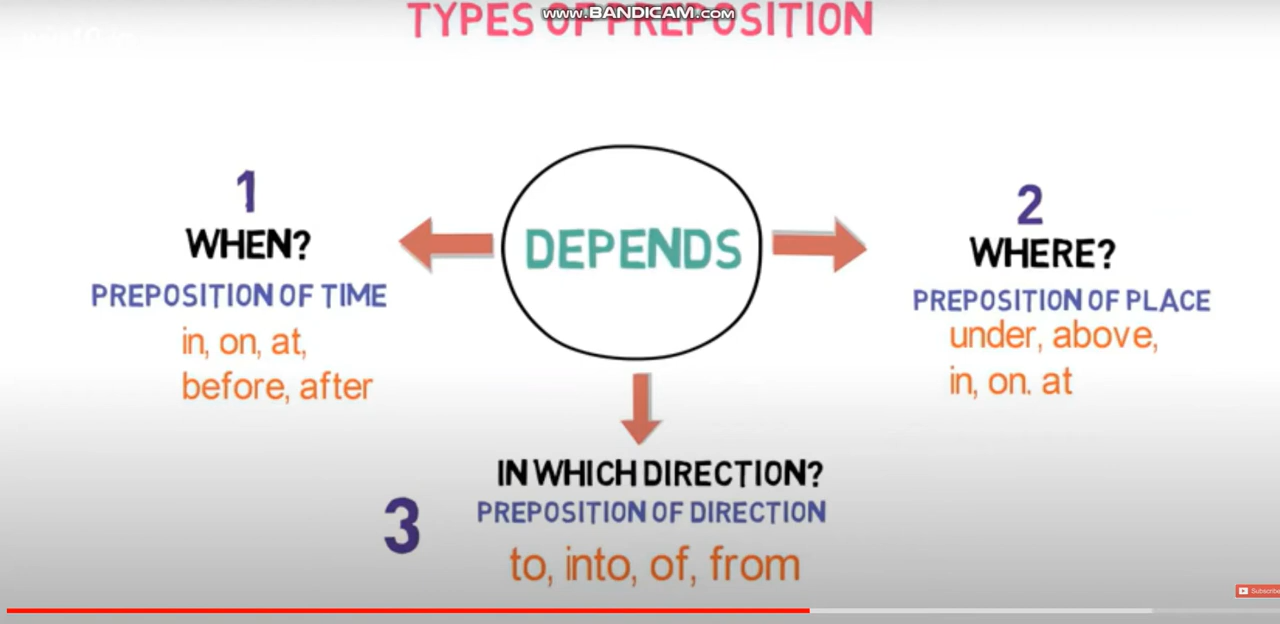 www.BANDICAM.com
TYPES OF PREPOSITION
1
WHEN?
PREPOSITION OF TIME
in, on, at,
before, after
DEPENDS
2
WHERE?
PREPOSITION OF PLACE
under, above,
in, on. at
3
IN WHICH DIRECTION?
PREPOSITION OF DIRECTION
to, into, of, from
Subscribe